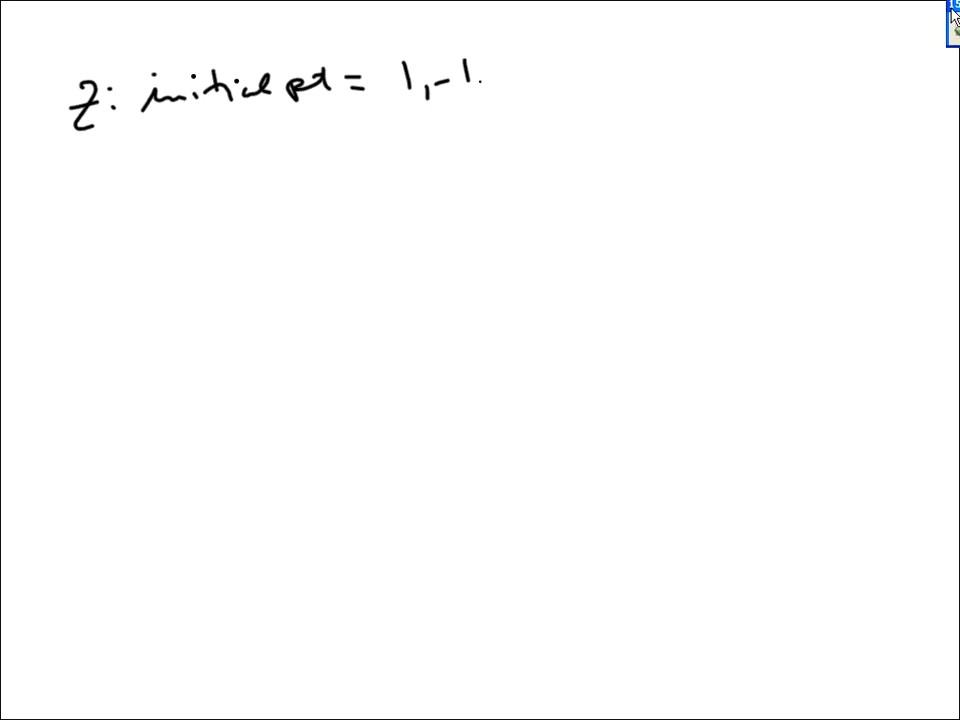 Z: initial pt = 1, -1.